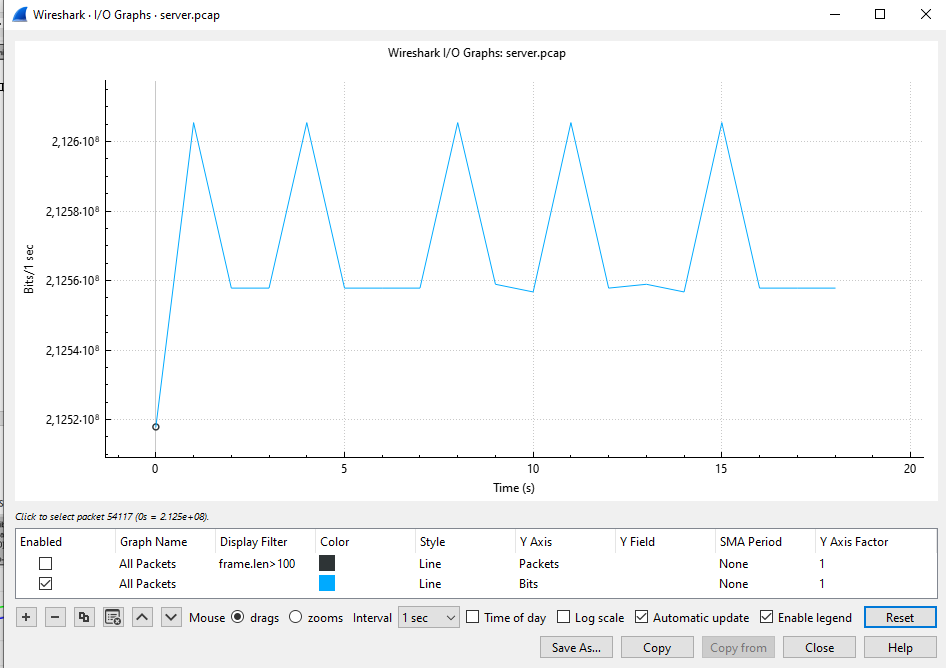 Wireshark · I/O Graphs · server.pcap
Wireshark I/O Graphs: server.pcap
2,126·10⁸
2,1258·10⁸
2,1256·10⁸
2,1254·10⁸
2,1252·10⁸
Bits/1 sec
0 5 10 15 20
Time (s)
Click to select packet 54117 (0s = 2.125e+08).
Enabled Graph Name Display Filter Color Style Y Axis Y Field SMA Period Y Axis Factor
All Packets frame.len>100 Line Packets None 1
All Packets Line Bits None 1
Mouse drags zooms Interval 1 sec Time of day Log scale Automatic update Enable legend Reset
Save As... Copy Copy from Close Help